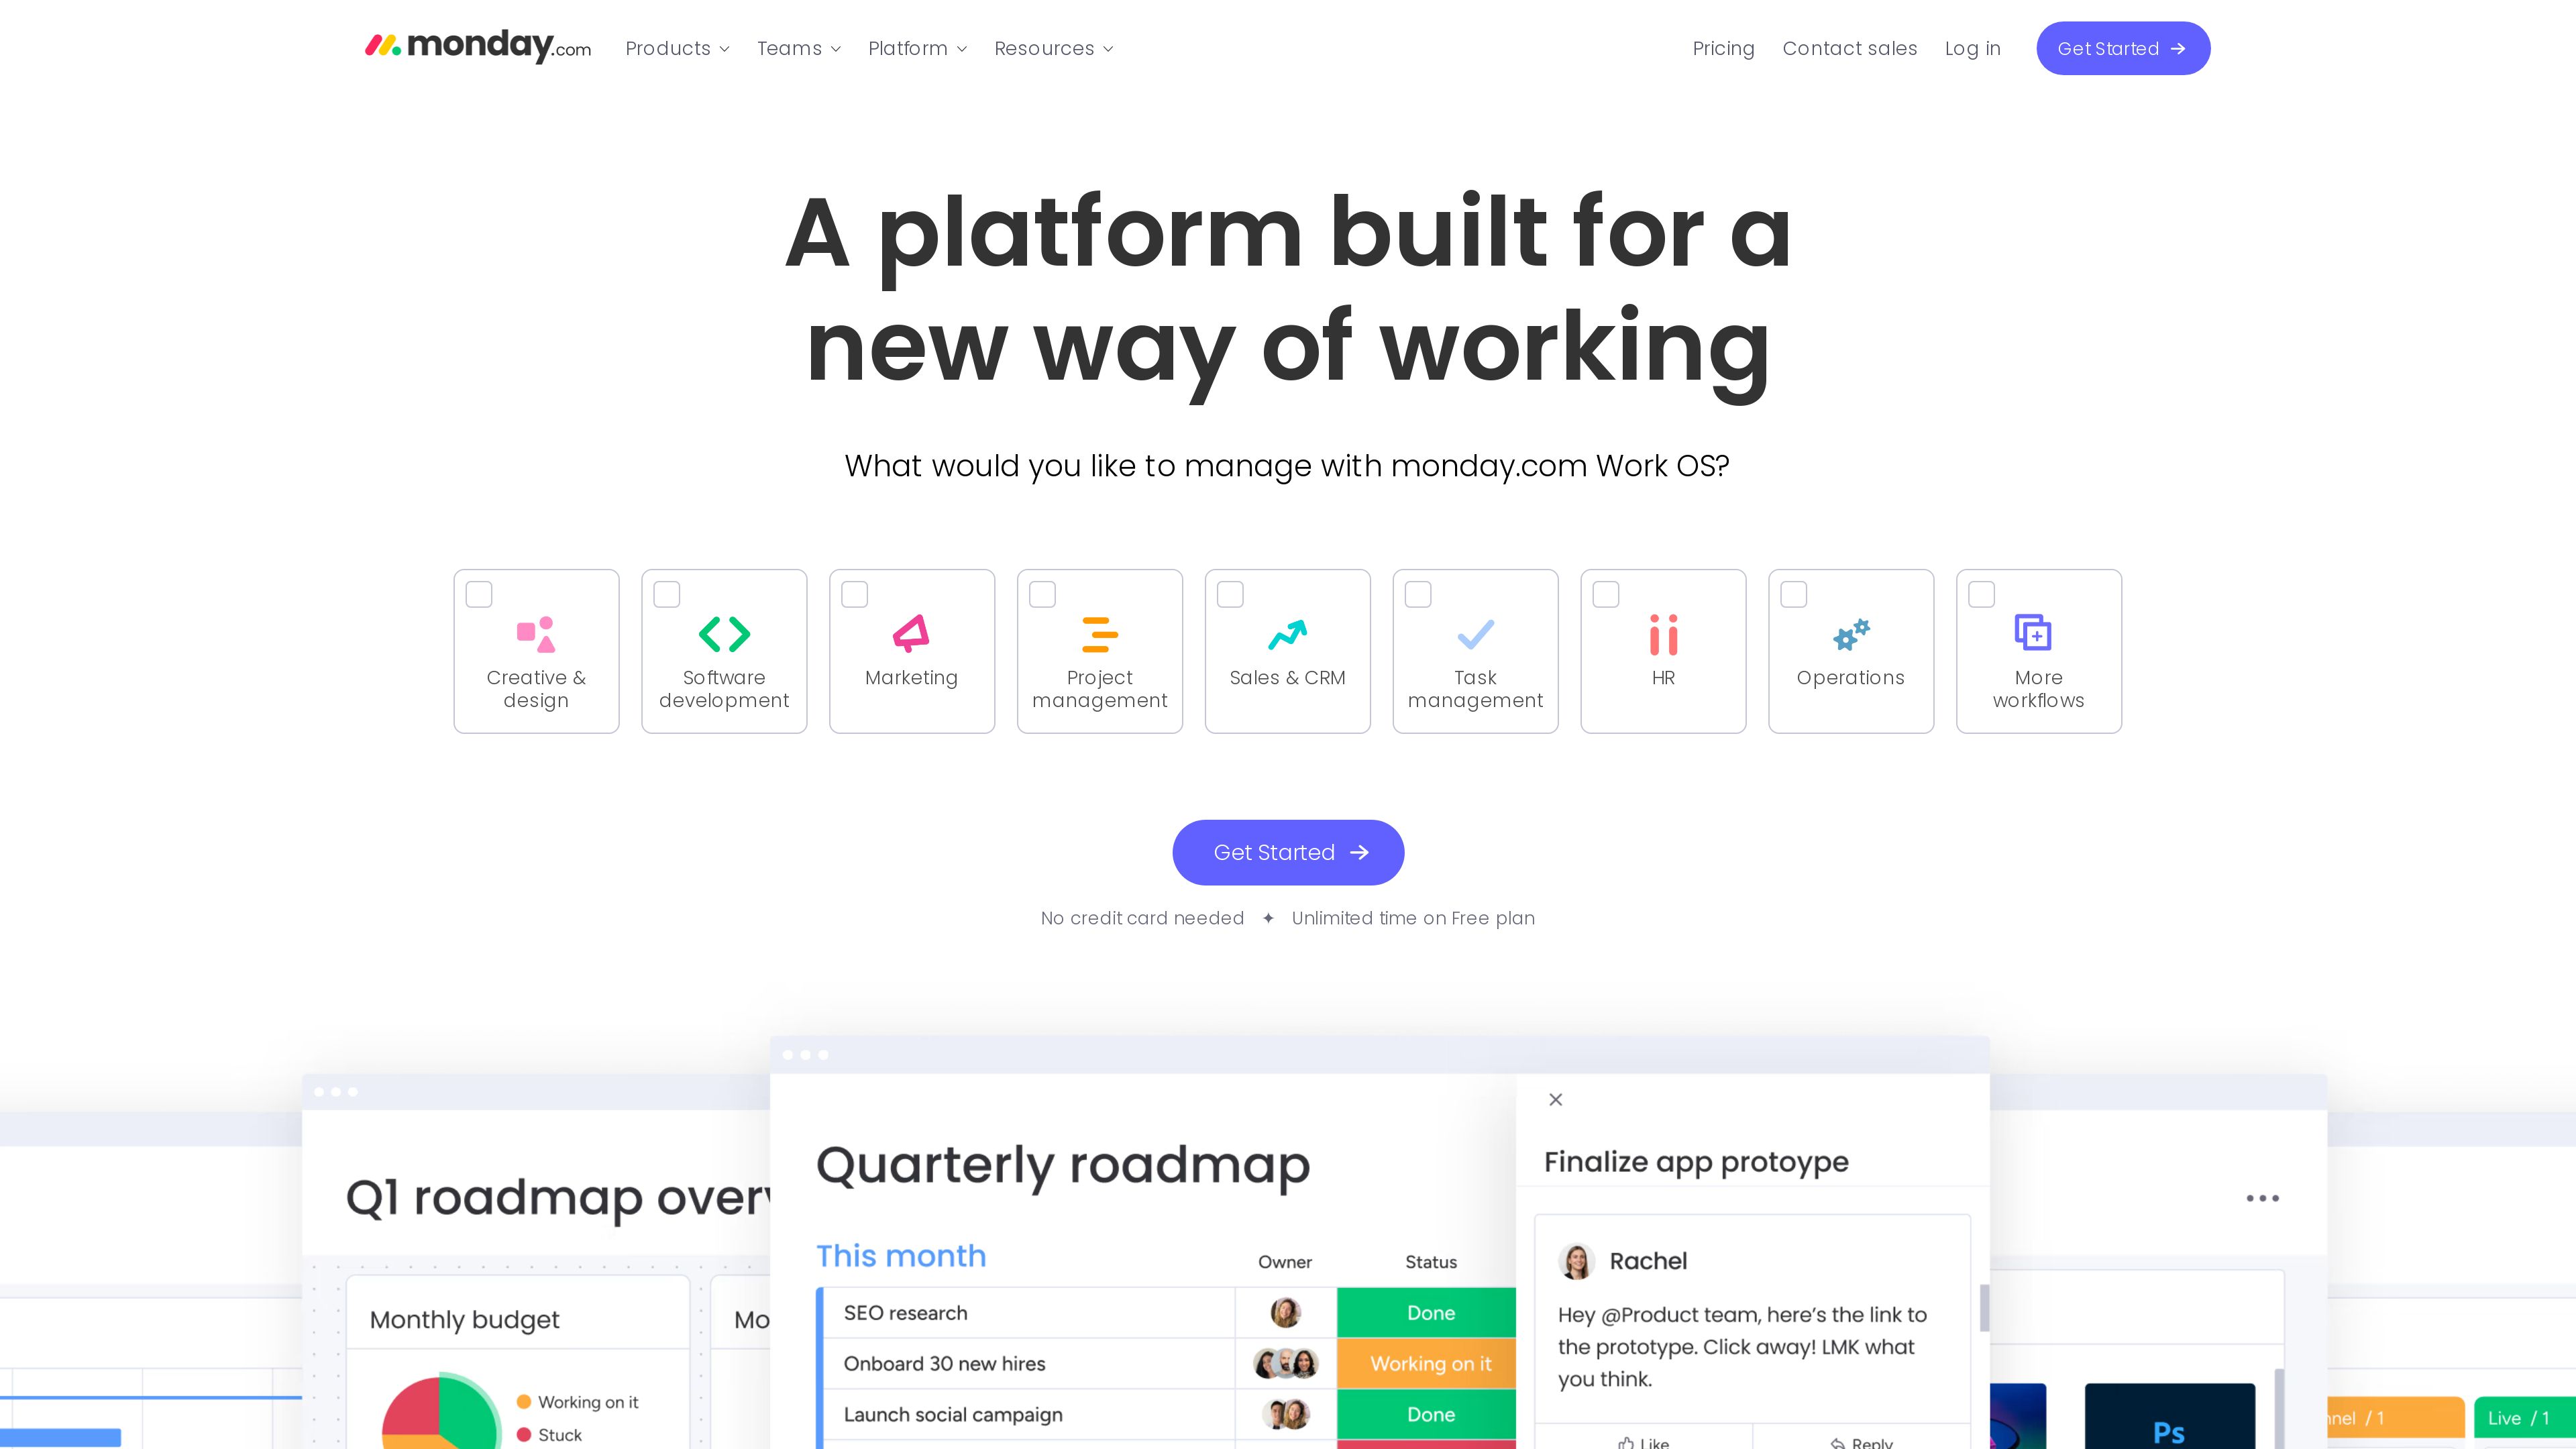 monday.com
Products
Teams
Platform
Resources
Pricing
Contact sales
Log in
Get Started
A platform built for a
new way of working
What would you like to manage with monday.com Work OS?
Creative &
design
Software
development
Marketing
Project
management
Sales & CRM
Task
management
HR
Operations
More
workflows
Get Started
No credit card needed ✦ Unlimited time on Free plan
Q1 roadmap
Monthly budget
Working on it
Stuck
Quarterly roadmap
This month
Owner
Status
SEO research
Done
Onboard 30 new hires
Working on it
Launch social campaign
Done
Finalize app protoype
Rachel
Hey @Product team, here's the link to
the prototype. Click away! LMK what
you think.
Like
Reply
Ps
/ 1
Live / 1